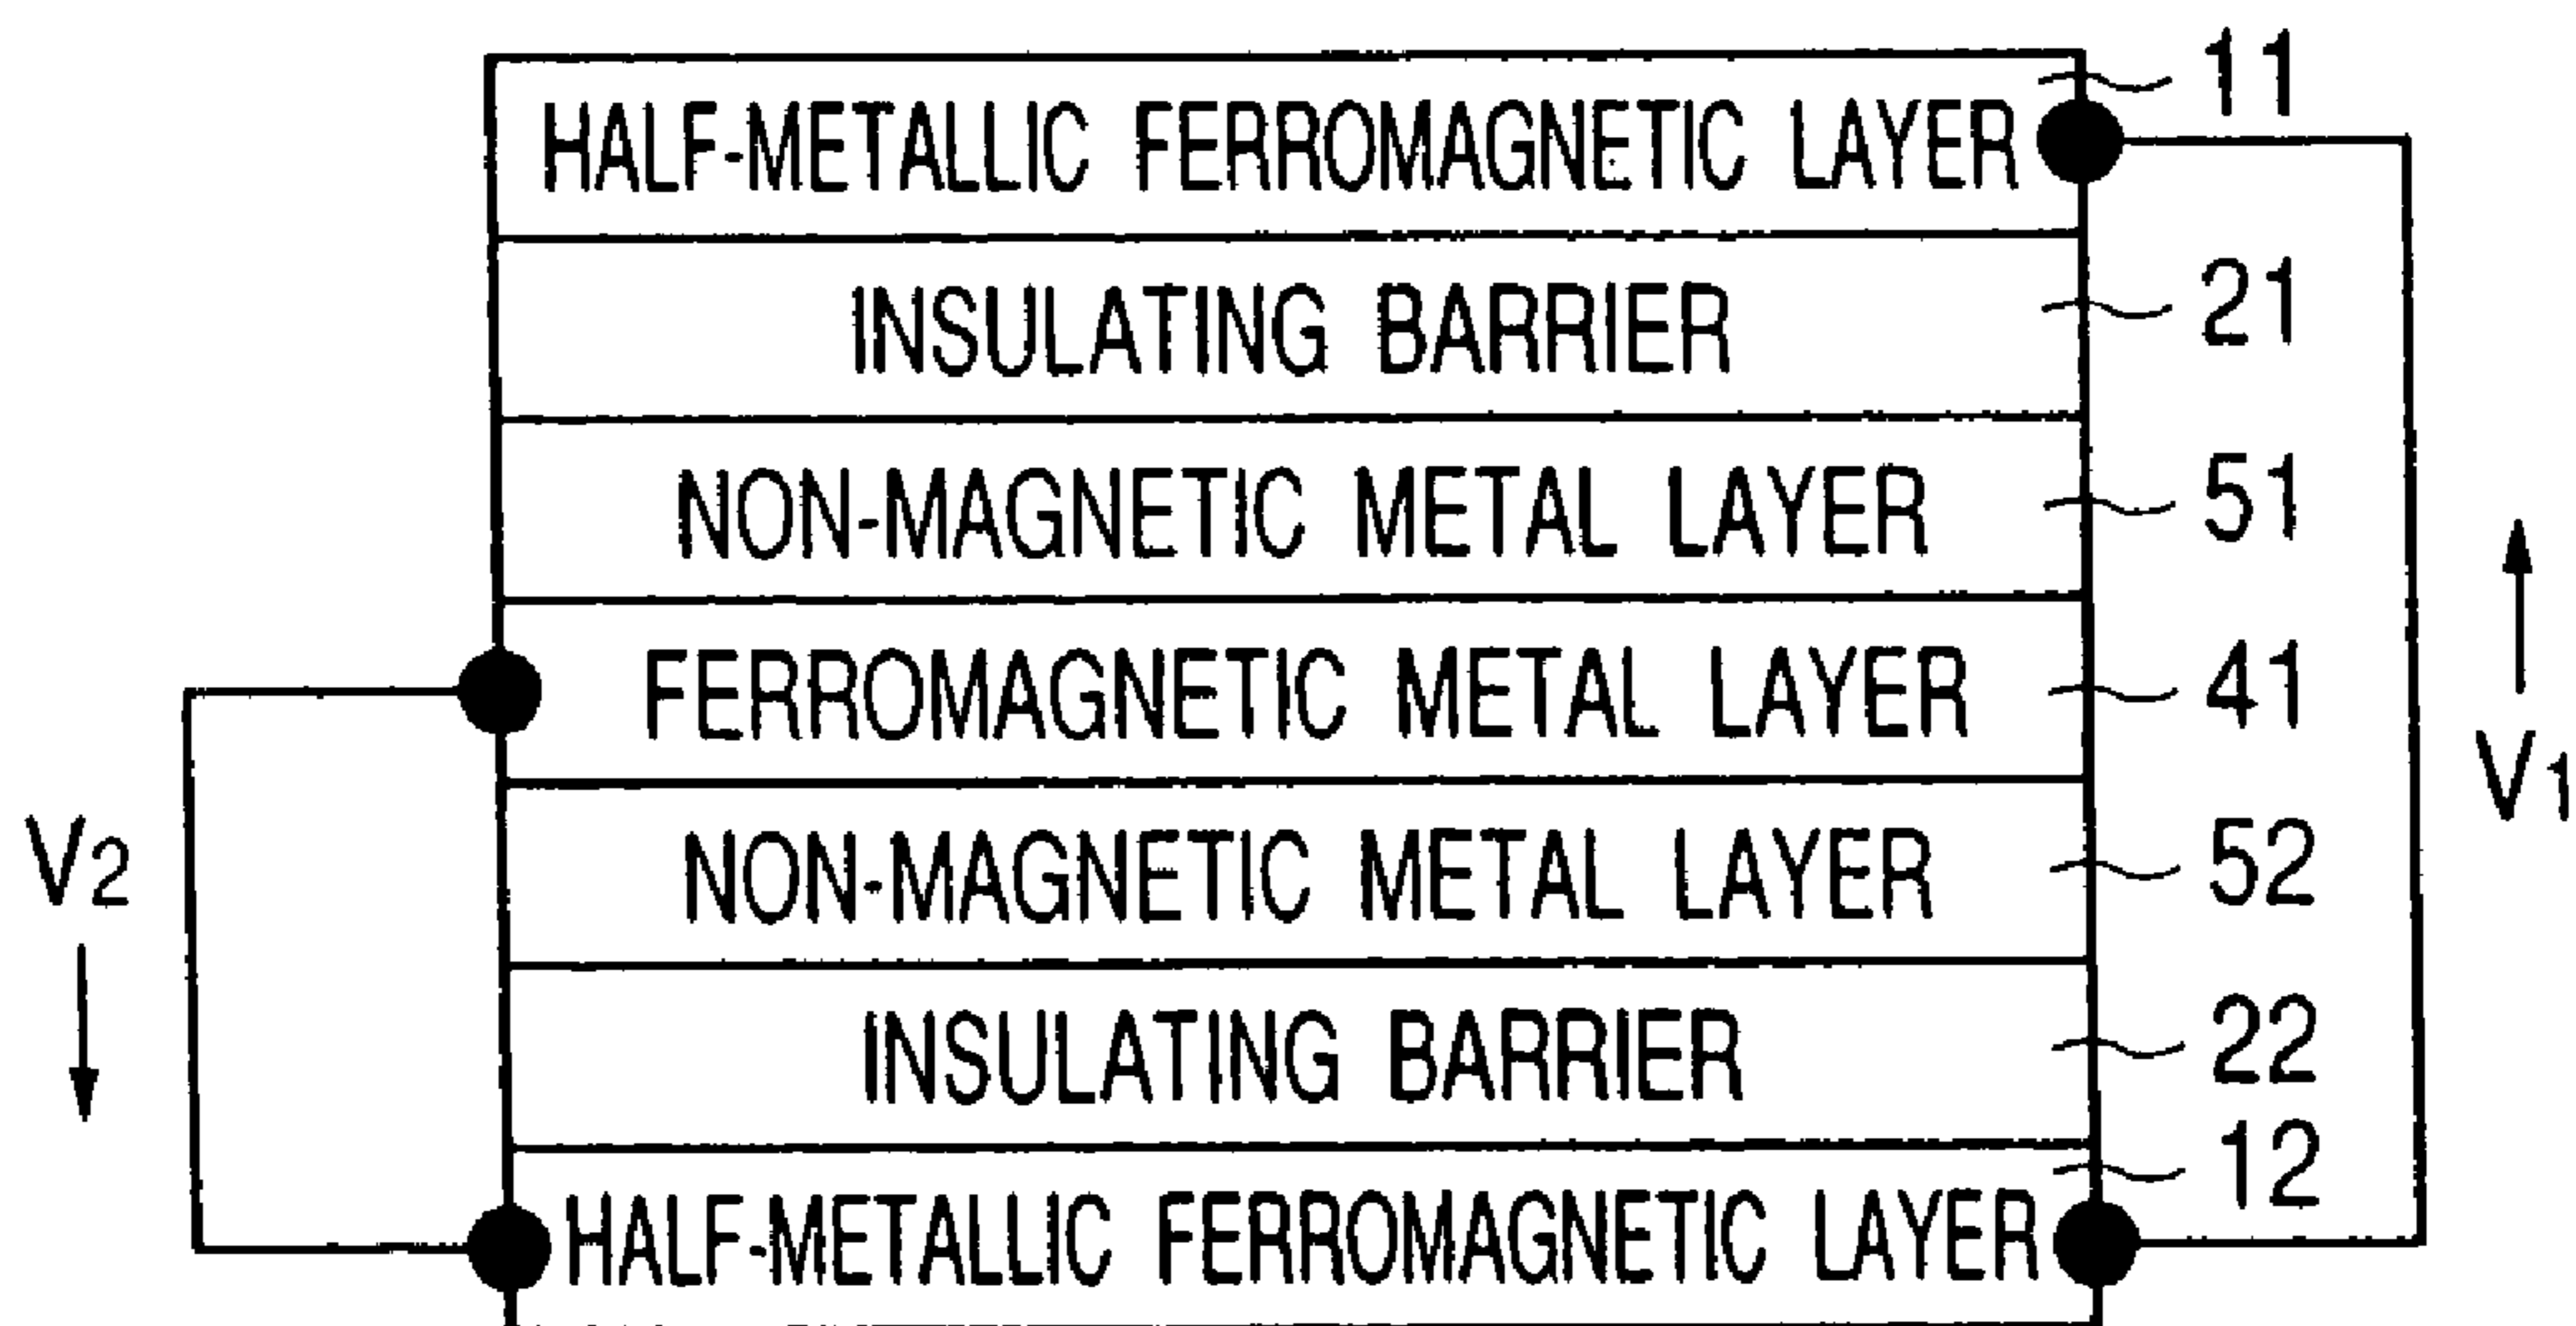 HALF-METALLIC FERROMAGNETIC LAYER 11
INSULATING BARRIER 21
NON-MAGNETIC METAL LAYER 51
FERROMAGNETIC METAL LAYER 41
V1
V2
NON-MAGNETIC METAL LAYER 52
INSULATING BARRIER 22
HALF-METALLIC FERROMAGNETIC LAYER 12